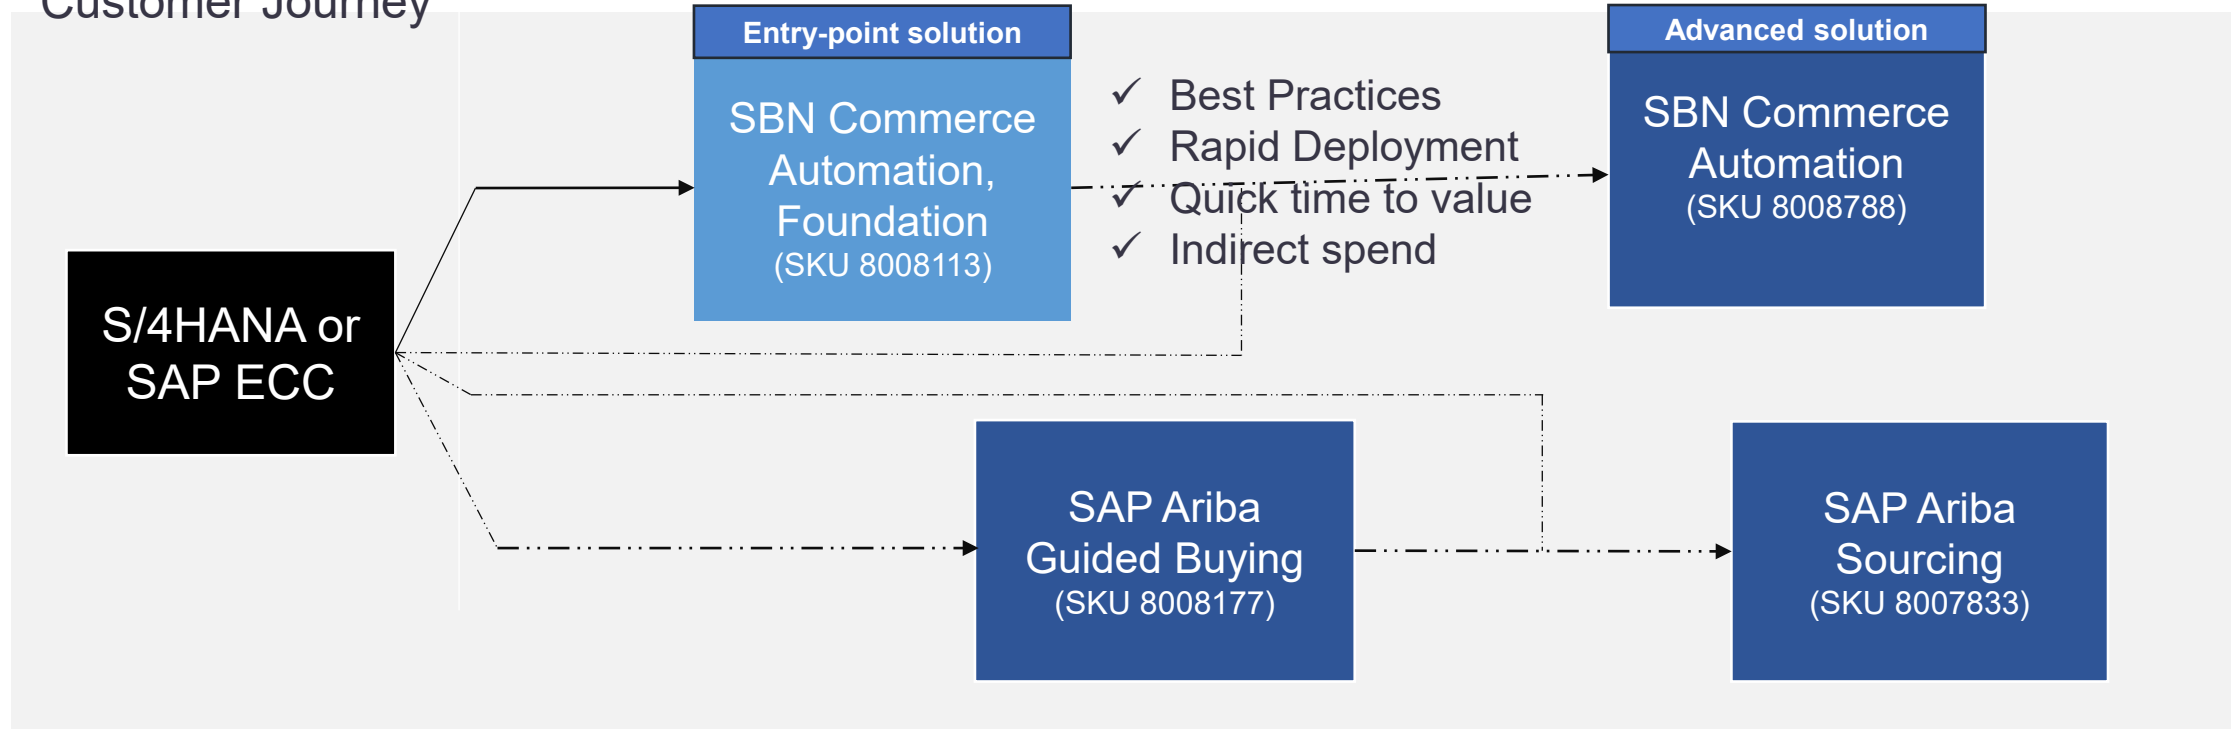 Customer Journey
Entry-point solution
SBN Commerce
Automation,
Foundation
(SKU 8008113)
✓ Best Practices
✓ Rapid Deployment
✓ Quick time to value
✓ Indirect spend
Advanced solution
SBN Commerce
Automation
(SKU 8008788)
S/4HANA or
SAP ECC
SAP Ariba
Guided Buying
(SKU 8008177)
SAP Ariba
Sourcing
(SKU 8007833)